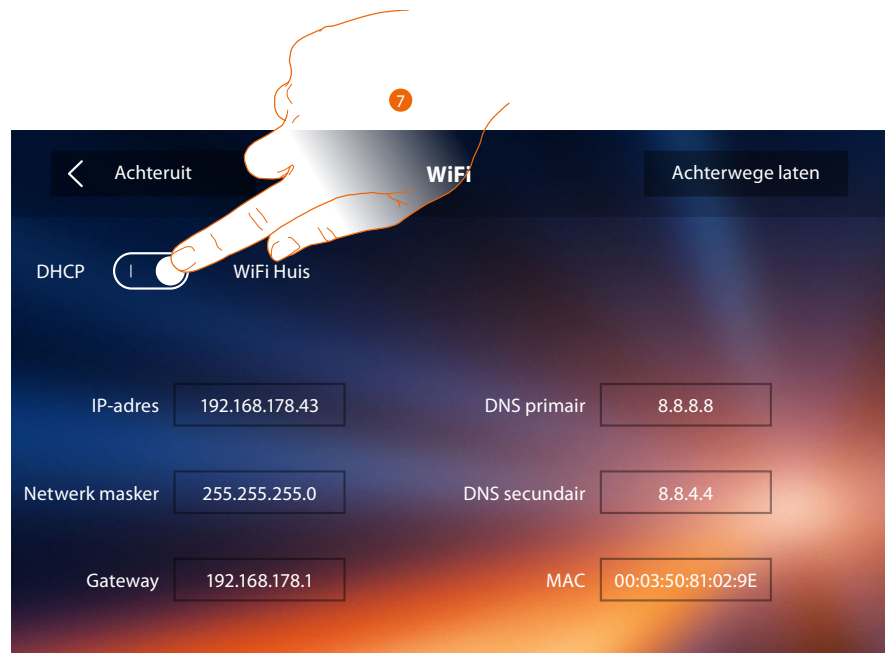 7
Achteruit
WiFi
Achterwege laten
DHCP
WiFi Huis
IP-adres 192.168.178.43
DNS primair 8.8.8.8
Netwerk masker 255.255.255.0
DNS secundair 8.8.4.4
Gateway 192.168.178.1
MAC 00:03:50:81:02:9E